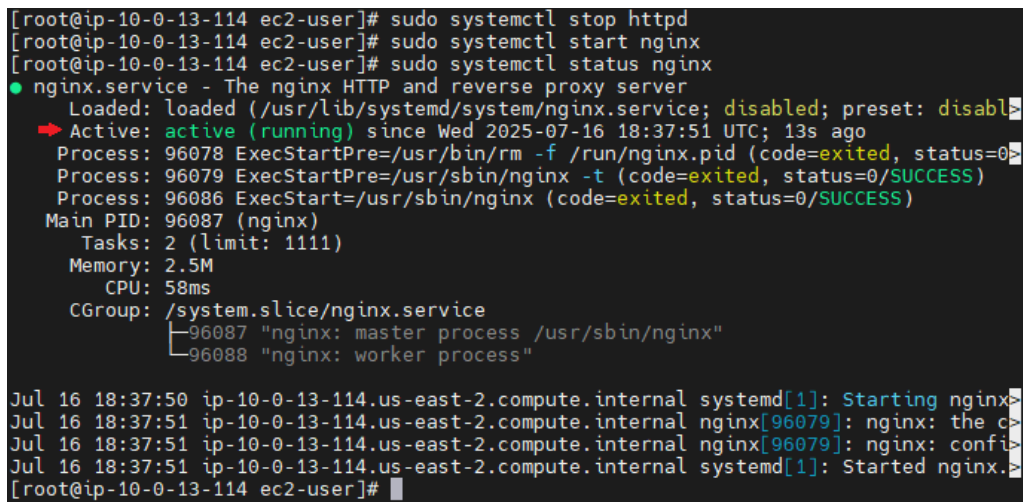 [root@ip-10-0-13-114 ec2-user]# sudo systemctl stop httpd
[root@ip-10-0-13-114 ec2-user]# sudo systemctl start nginx
[root@ip-10-0-13-114 ec2-user]# sudo systemctl status nginx
● nginx.service - The nginx HTTP and reverse proxy server
     Loaded: loaded (/usr/lib/systemd/system/nginx.service; disabled; preset: disabl>
     Active: active (running) since Wed 2025-07-16 18:37:51 UTC; 13s ago
    Process: 96078 ExecStartPre=/usr/bin/rm -f /run/nginx.pid (code=exited, status=0>
    Process: 96079 ExecStartPre=/usr/sbin/nginx -t (code=exited, status=0/SUCCESS)
    Process: 96086 ExecStart=/usr/sbin/nginx (code=exited, status=0/SUCCESS)
   Main PID: 96087 (nginx)
      Tasks: 2 (limit: 1111)
     Memory: 2.5M
        CPU: 58ms
     CGroup: /system.slice/nginx.service
             ├─96087 "nginx: master process /usr/sbin/nginx"
             └─96088 "nginx: worker process"
Jul 16 18:37:50 ip-10-0-13-114.us-east-2.compute.internal systemd[1]: Starting nginx>
Jul 16 18:37:51 ip-10-0-13-114.us-east-2.compute.internal nginx[96079]: nginx: the c>
Jul 16 18:37:51 ip-10-0-13-114.us-east-2.compute.internal nginx[96079]: nginx: confi>
Jul 16 18:37:51 ip-10-0-13-114.us-east-2.compute.internal systemd[1]: Started nginx.>
[root@ip-10-0-13-114 ec2-user]#